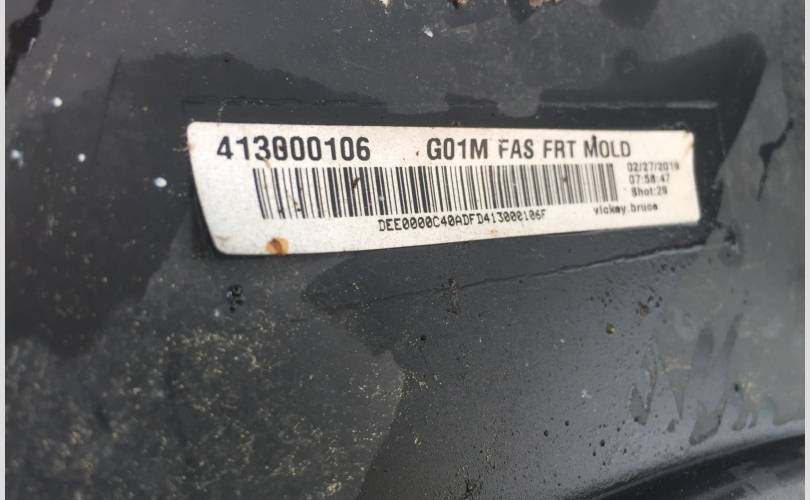 413000106 G01M FAS FRT MOLD
02/27/2019
07:58:47
Shot:29
DEE0000C40ADFD413000106F
vickey.bruce